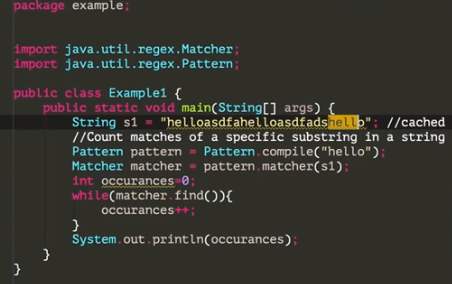 package example;
import java.util.regex.Matcher;
import java.util.regex.Pattern;
public class Example1 {
public static void main(String[] args) {
String s1 = "helloasdfahelloasdfadshello"; //cached
//Count matches of a specific substring in a string
Pattern pattern = Pattern.compile("hello");
Matcher matcher = pattern.matcher(s1);
int occurances=0;
while(matcher.find()){
occurances++;
}
System.out.println(occurances);
}
}